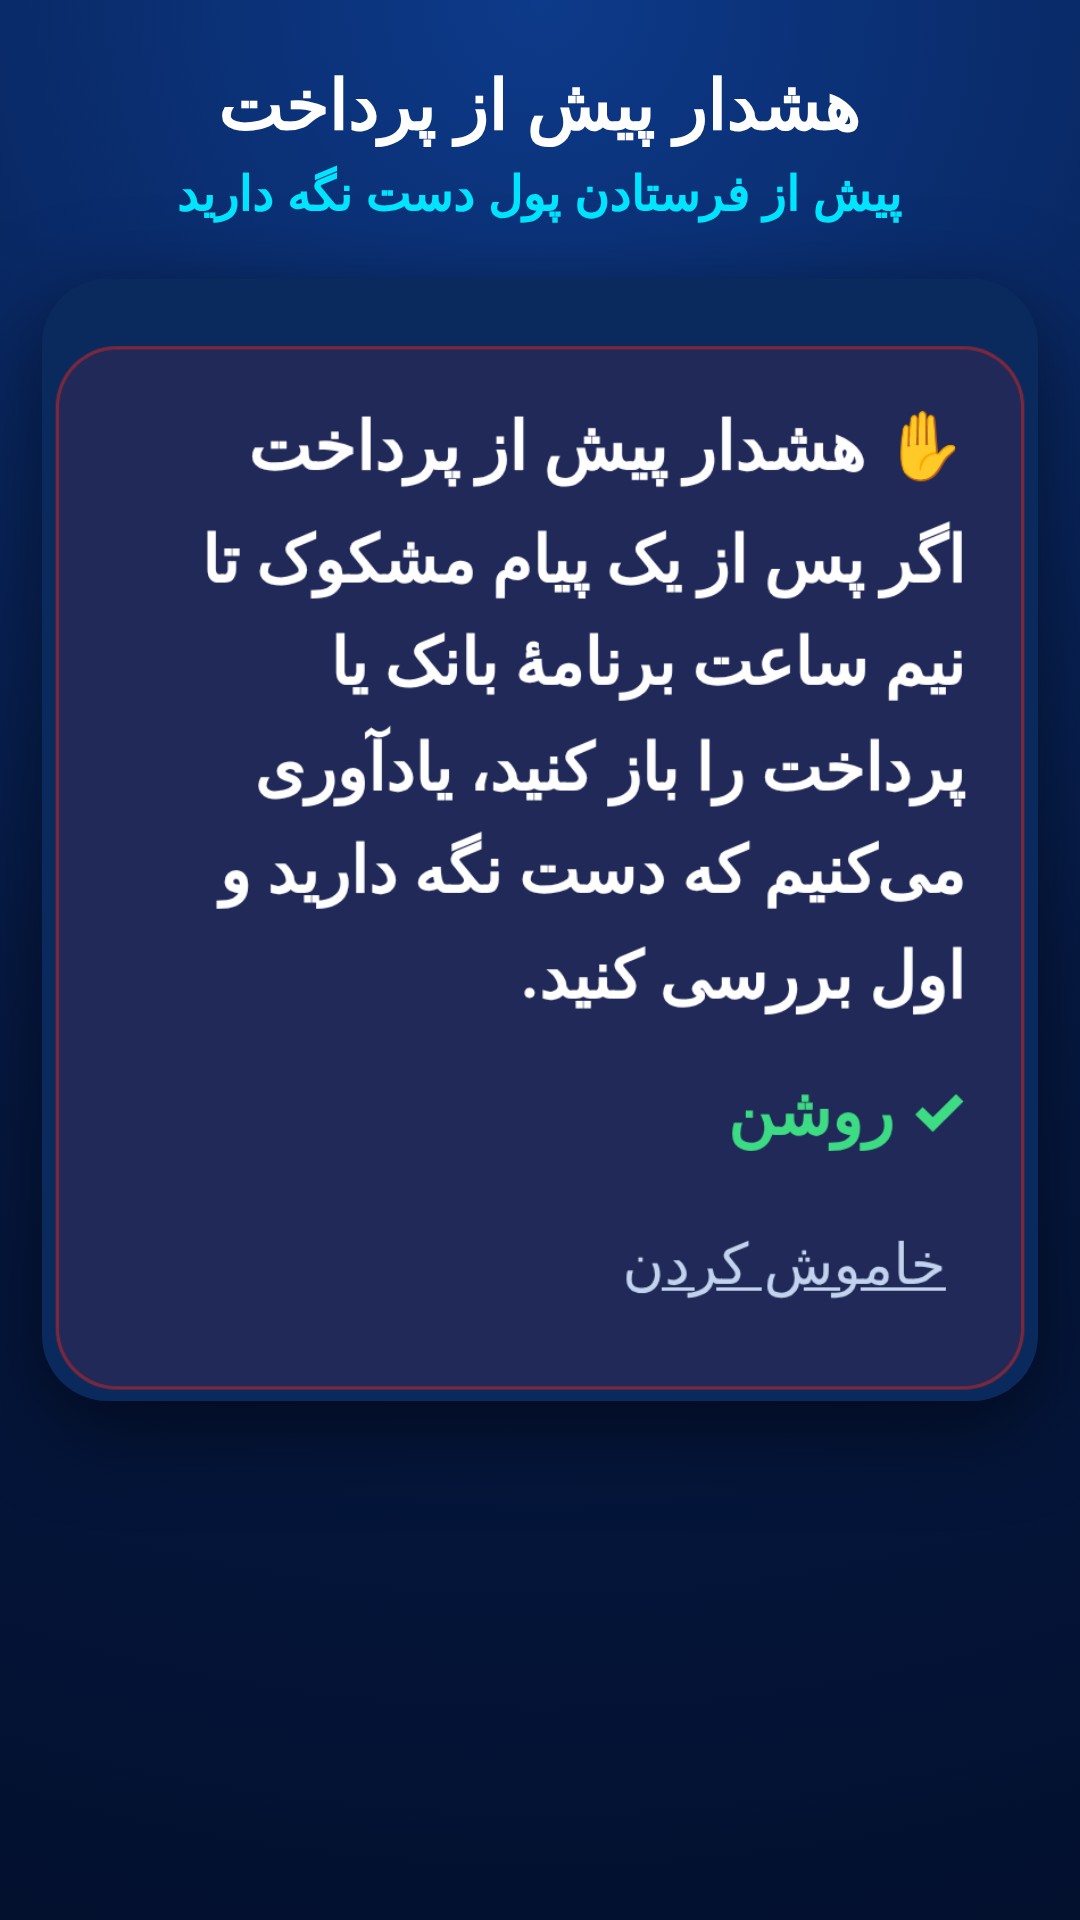 هشدار پیش از پرداخت
پیش از فرستادن پول دست نگه دارید
✋ هشدار پیش از پرداخت
اگر پس از یک پیام مشکوک تا
نیم ساعت برنامهٔ بانک یا
پرداخت را باز کنید، یادآوری
می‌کنیم که دست نگه دارید و
اول بررسی کنید.
✓ روشن
خاموش کردن